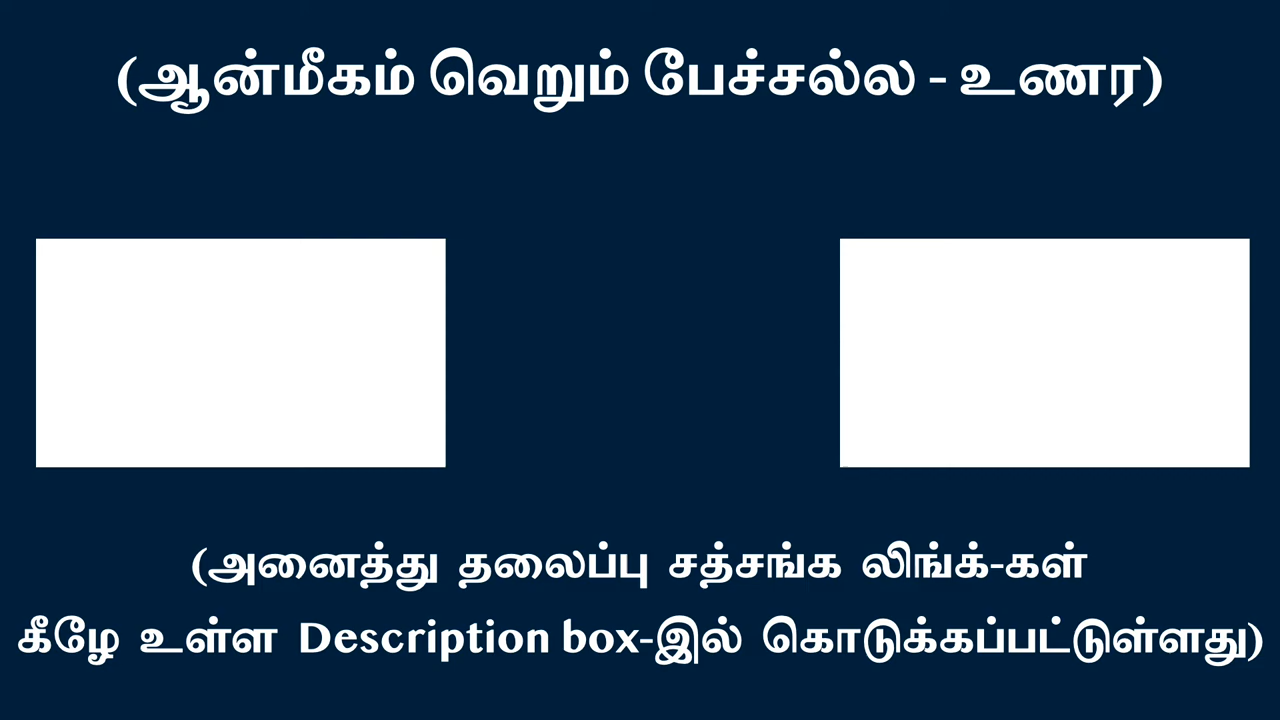 (ஆன்மீகம் வெறும் பேச்சல்ல - உணர)
(அனைத்து தலைப்பு சத்சங்க லிங்க்-கள்
கீழே உள்ள Description box-இல் கொடுக்கப்பட்டுள்ளது)